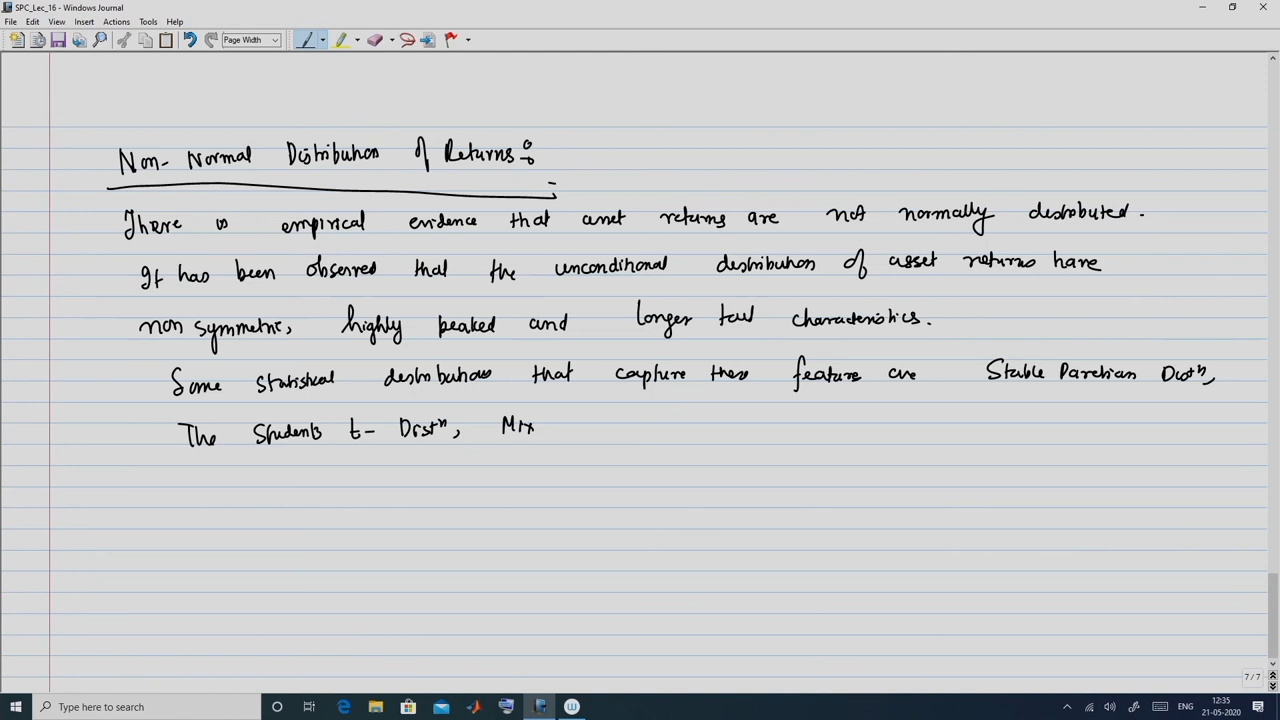 SPC_Lec_16 - Windows Journal
File Edit View Insert Actions Tools Help
Page Width
Non-Normal Distribution of Returns :→
There is empirical evidence that asset returns are not normally distributed.
It has been observed that the unconditional distribution of asset returns have
non symmetric, highly peaked and longer tail characteristics.
Some statistical distributions that capture these feature are Stable Paretian Distⁿ,
The Students t- Distⁿ, Mix
7 / 7
Type here to search
ENG
12:35
21-05-2020